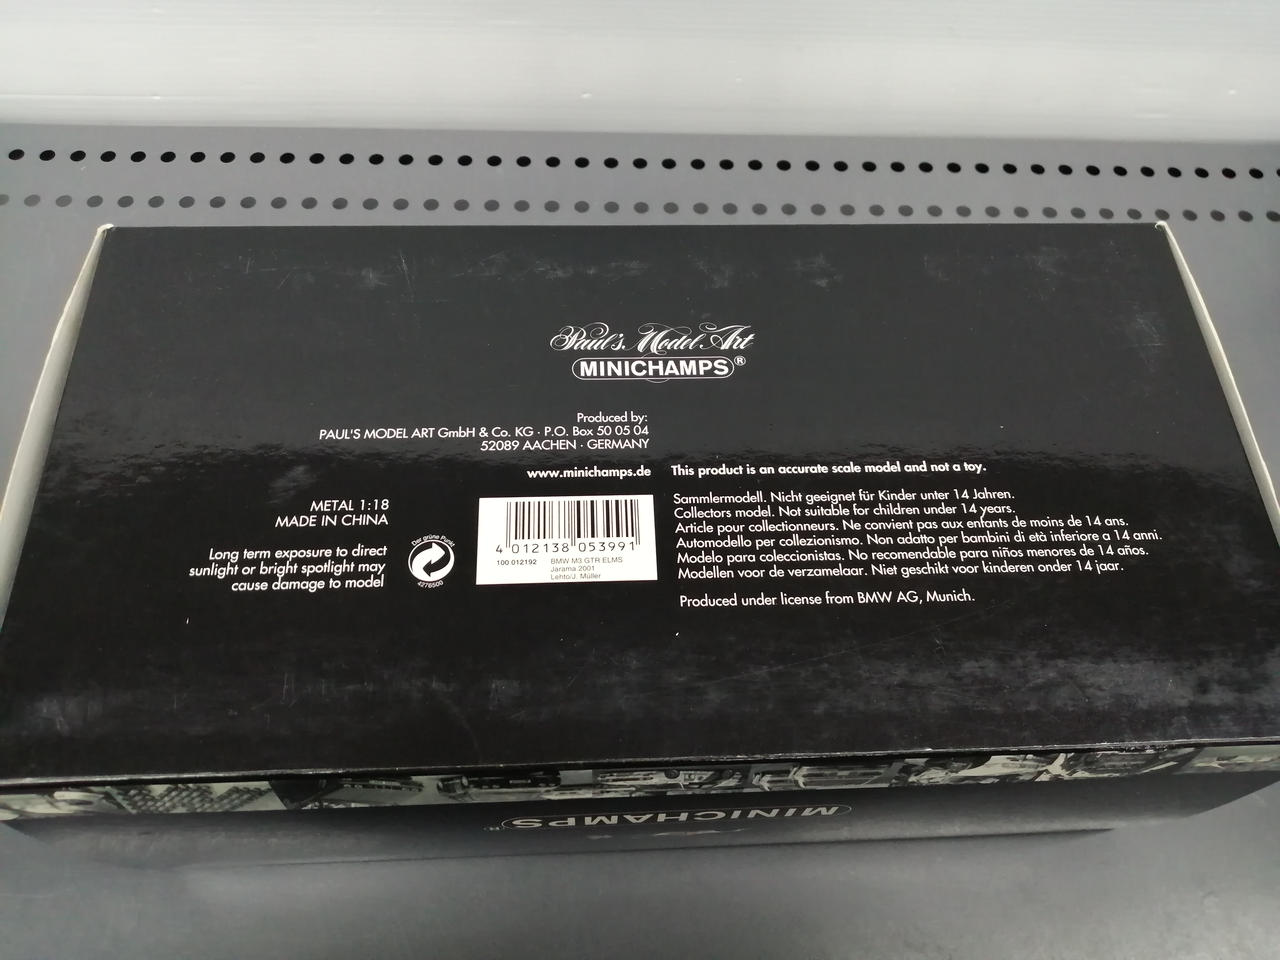 Paul's Model Art
MINICHAMPS®
Produced by:
PAUL'S MODEL ART GmbH & Co. KG · P.O. Box 50 05 04
52089 AACHEN · GERMANY
www.minichamps.de
This product is an accurate scale model and not a toy.
METAL 1:18
MADE IN CHINA
Long term exposure to direct
sunlight or bright spotlight may
cause damage to model
Der grüne Punkt
4276500
4 012138 053991
100 012192 BMW M3 GTR ELMS
Jarama 2001
Lehto/J. Müller
Sammlermodell. Nicht geeignet für Kinder unter 14 Jahren.
Collectors model. Not suitable for children under 14 years.
Article pour collectionneurs. Ne convient pas aux enfants de moins de 14 ans.
Automodello per collezionismo. Non adatto per bambini di età inferiore a 14 anni.
Modelo para coleccionistas. No recomendable para niños menores de 14 años.
Modellen voor de verzamelaar. Niet geschikt voor kinderen onder 14 jaar.
Produced under license from BMW AG, Munich.
MINICHAMPS®